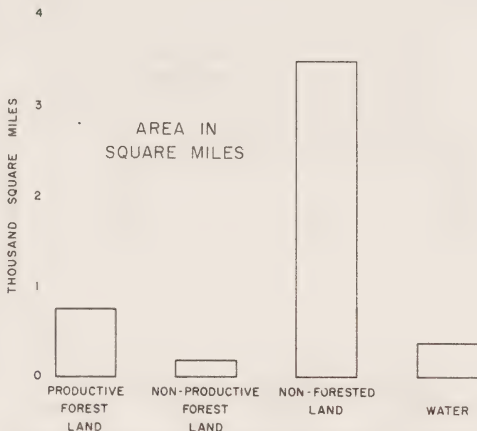 4
THOUSAND SQUARE MILES
3
AREA IN
SQUARE MILES
2
1
0
PRODUCTIVE
FOREST
LAND
NON-PRODUCTIVE
FOREST
LAND
NON-FORESTED
LAND
WATER